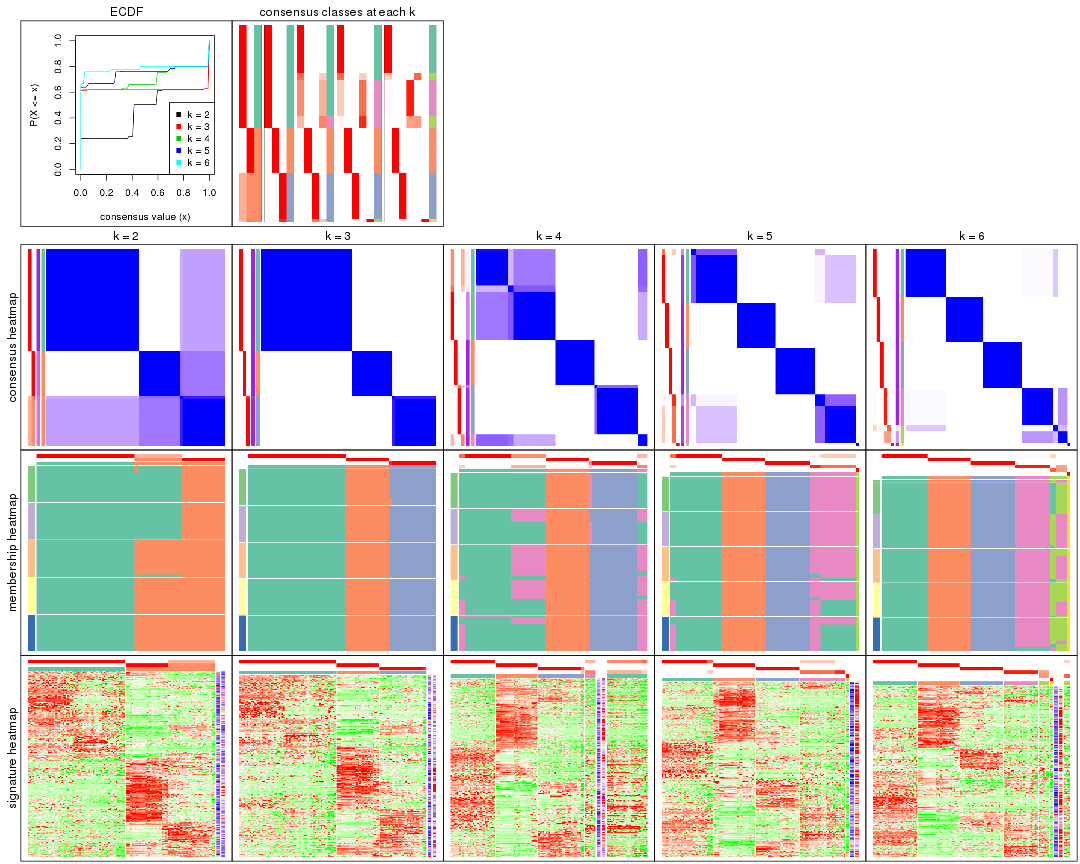 ECDF
consensus classes at each k
P(X <= x)
1.0
0.8
0.6
0.4
0.2
0.0
k = 2
k = 3
k = 4
k = 5
k = 6
0.0 0.2 0.4 0.6 0.8 1.0
consensus value (x)
k = 2
k = 3
k = 4
k = 5
k = 6
consensus heatmap
membership heatmap
signature heatmap